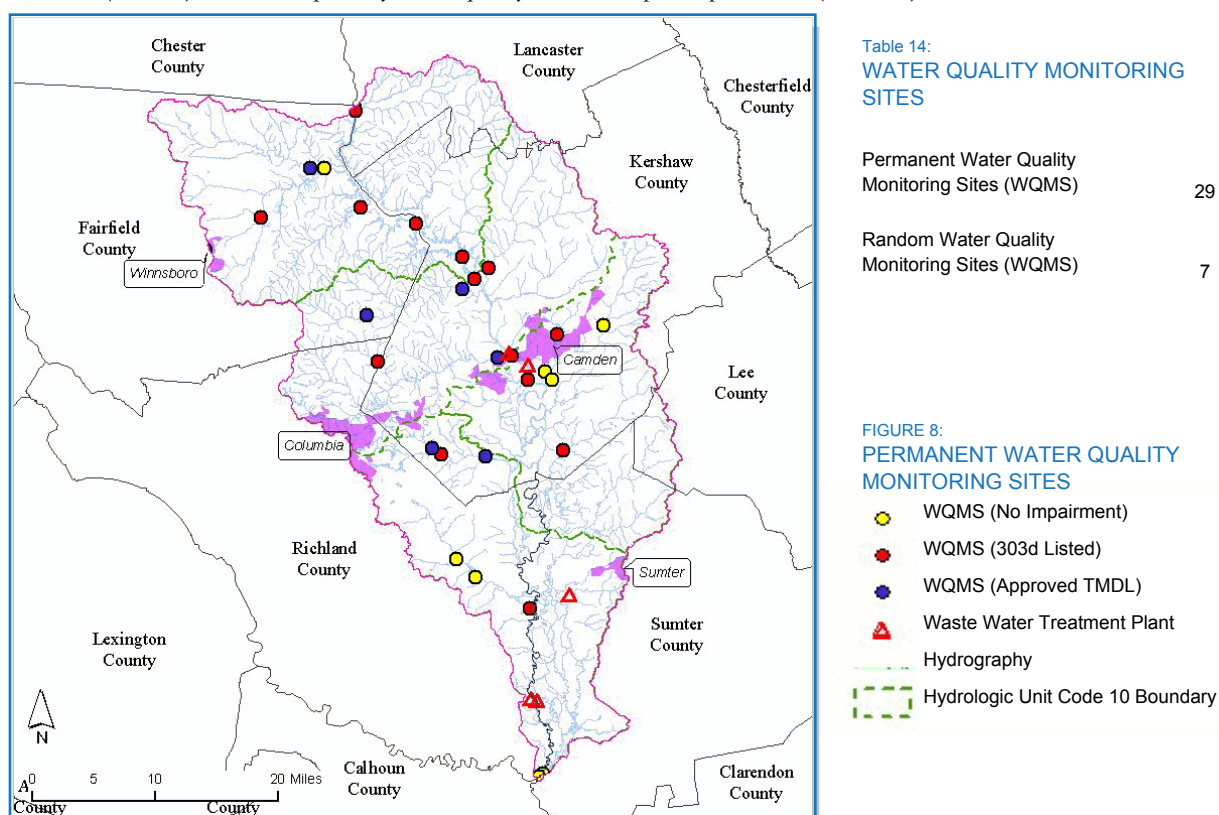 Chester
County
Lancaster
County
Chesterfield
County
Kershaw
County
Fairfield
County
Winnsboro
Camden
Lee
County
Columbia
Richland
County
Sumter
Sumter
County
Lexington
County
N
Calhoun
County
Clarendon
County
0 5 10 20 Miles
A
County
County
Table 14:
WATER QUALITY MONITORING
SITES
Permanent Water Quality
Monitoring Sites (WQMS) 29
Random Water Quality
Monitoring Sites (WQMS) 7
FIGURE 8:
PERMANENT WATER QUALITY
MONITORING SITES
WQMS (No Impairment)
WQMS (303d Listed)
WQMS (Approved TMDL)
Waste Water Treatment Plant
Hydrography
Hydrologic Unit Code 10 Boundary